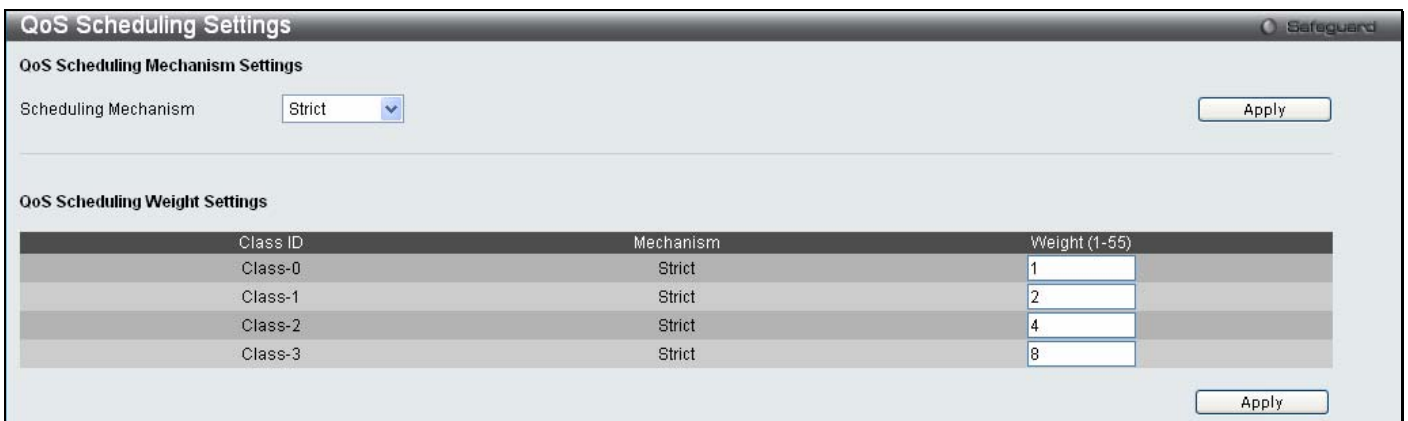 QoS Scheduling Settings
Safeguard
QoS Scheduling Mechanism Settings
Scheduling Mechanism Strict Apply
QoS Scheduling Weight Settings
Class ID Mechanism Weight (1-55)
Class-0 Strict 1
Class-1 Strict 2
Class-2 Strict 4
Class-3 Strict 8
Apply